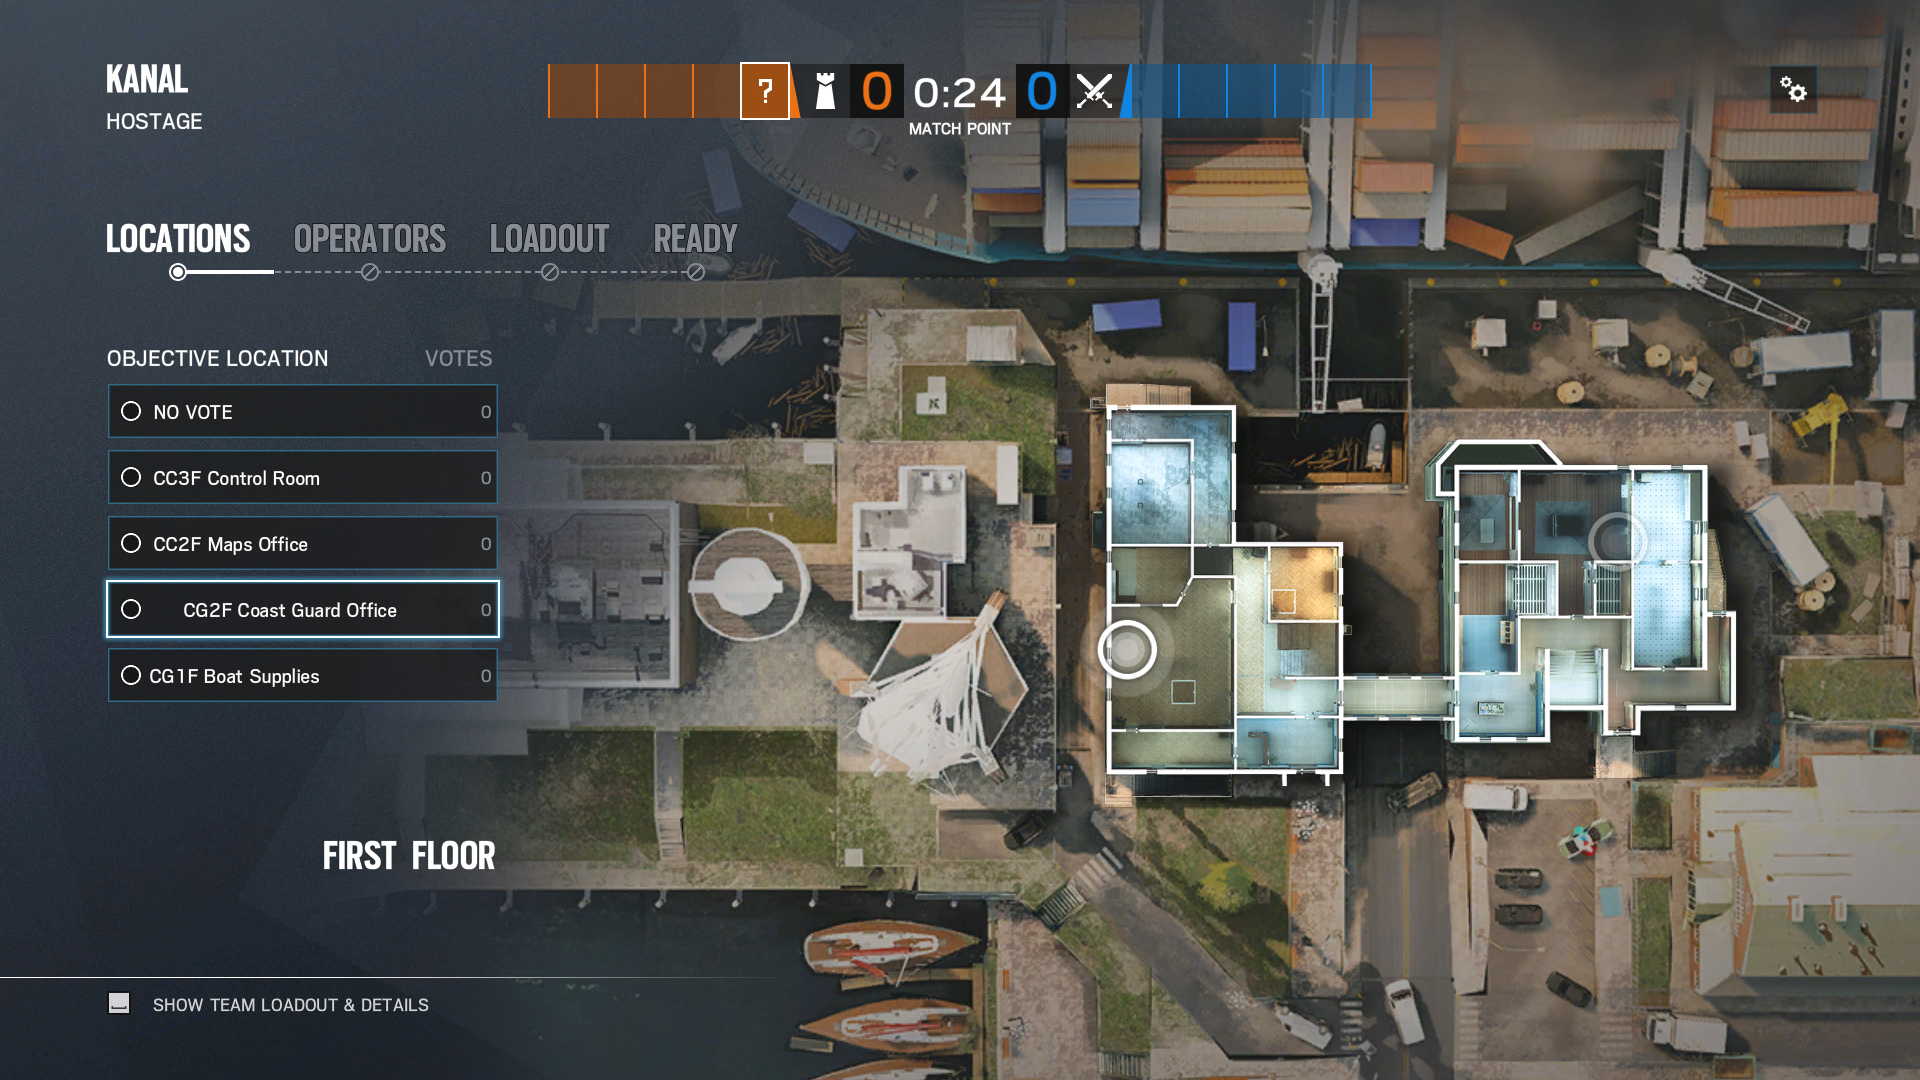 KANAL
HOSTAGE
?
0
0:24
0
MATCH POINT
LOCATIONS
OPERATORS
LOADOUT
READY
OBJECTIVE LOCATION
VOTES
NO VOTE
0
CC3F Control Room
0
CC2F Maps Office
0
CG2F Coast Guard Office
0
CG1F Boat Supplies
0
FIRST FLOOR
SHOW TEAM LOADOUT & DETAILS